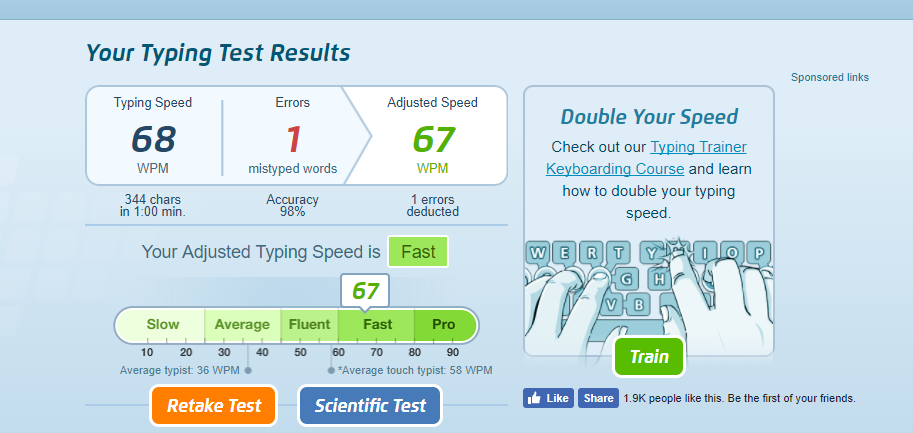 Your Typing Test Results
Sponsored links
Typing Speed
68
WPM
Errors
1
mistyped words
Adjusted Speed
67
WPM
344 chars
in 1:00 min.
Accuracy
98%
1 errors
deducted
Your Adjusted Typing Speed is Fast
67
Slow Average Fluent Fast Pro
10 20 30 40 50 60 70 80 90
Average typist: 36 WPM
*Average touch typist: 58 WPM
Retake Test
Scientific Test
Double Your Speed
Check out our Typing Trainer
Keyboarding Course and learn
how to double your typing
speed.
W E R T Y I O P
G H
V B
Train
Like Share 1.9K people like this. Be the first of your friends.